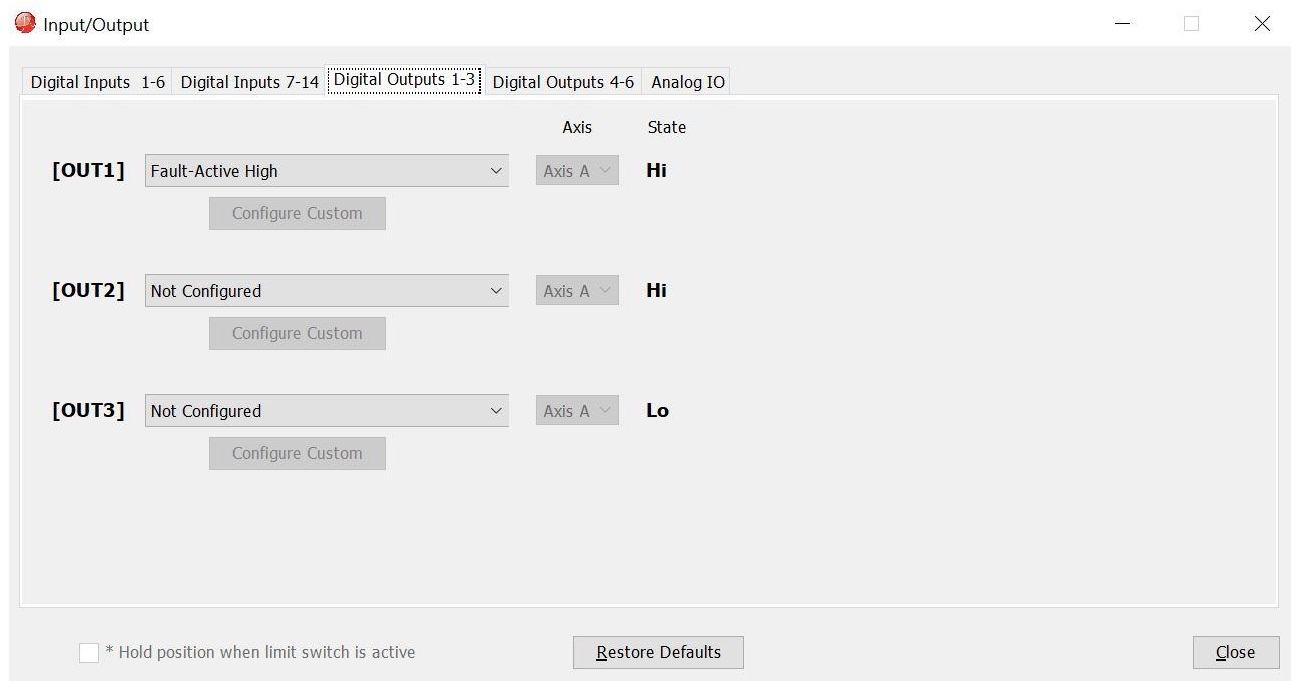 Input/Output
Digital Inputs 1-6 Digital Inputs 7-14 Digital Outputs 1-3 Digital Outputs 4-6 Analog IO
Axis State
[OUT1] Fault-Active High Axis A Hi
Configure Custom
[OUT2] Not Configured Axis A Hi
Configure Custom
[OUT3] Not Configured Axis A Lo
Configure Custom
* Hold position when limit switch is active Restore Defaults Close